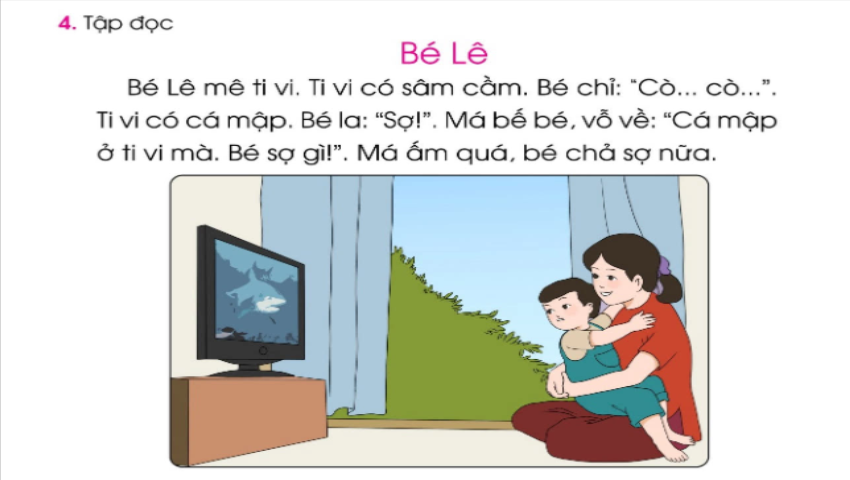 4. Tập đọc
Bé Lê
Bé Lê mê ti vi. Ti vi có sâm cầm. Bé chỉ: “Cò... cò...”.
Ti vi có cá mập. Bé la: “Sợ!”. Má bế bé, vỗ về: “Cá mập
ở ti vi mà. Bé sợ gì!”. Má ấm quá, bé chả sợ nữa.